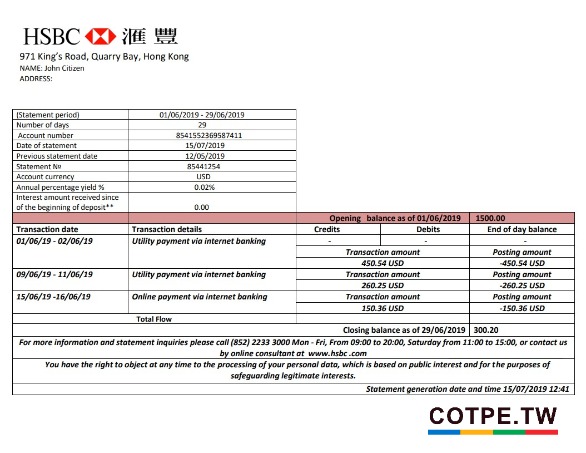 HSBC 滙豐
971 King's Road, Quarry Bay, Hong Kong
NAME: John Citizen
ADDRESS:
(Statement period) 01/06/2019 - 29/06/2019
Number of days 29
Account number 8541552369587411
Date of statement 15/07/2019
Previous statement date 12/05/2019
Statement № 85441254
Account currency USD
Annual percentage yield % 0.02%
Interest amount received since
of the beginning of deposit** 0.00
Opening balance as of 01/06/2019 1500.00
Transaction date Transaction details Credits Debits End of day balance
01/06/19 - 02/06/19 Utility payment via internet banking - - -
Transaction amount Posting amount
450.54 USD -450.54 USD
09/06/19 - 11/06/19 Utility payment via internet banking Transaction amount Posting amount
260.25 USD -260.25 USD
15/06/19 -16/06/19 Online payment via internet banking Transaction amount Posting amount
150.36 USD -150.36 USD
Total Flow
Closing balance as of 29/06/2019 300.20
For more information and statement inquiries please call (852) 2233 3000 Mon - Fri, From 09:00 to 20:00, Saturday from 11:00 to 15:00, or contact us
by online consultant at www.hsbc .com
You have the right to object at any time to the processing of your personal data, which is based on public interest and for the purposes of
safeguarding legitimate interests.
Statement generation date and time 15/07/2019 12:41
COTPE.TW